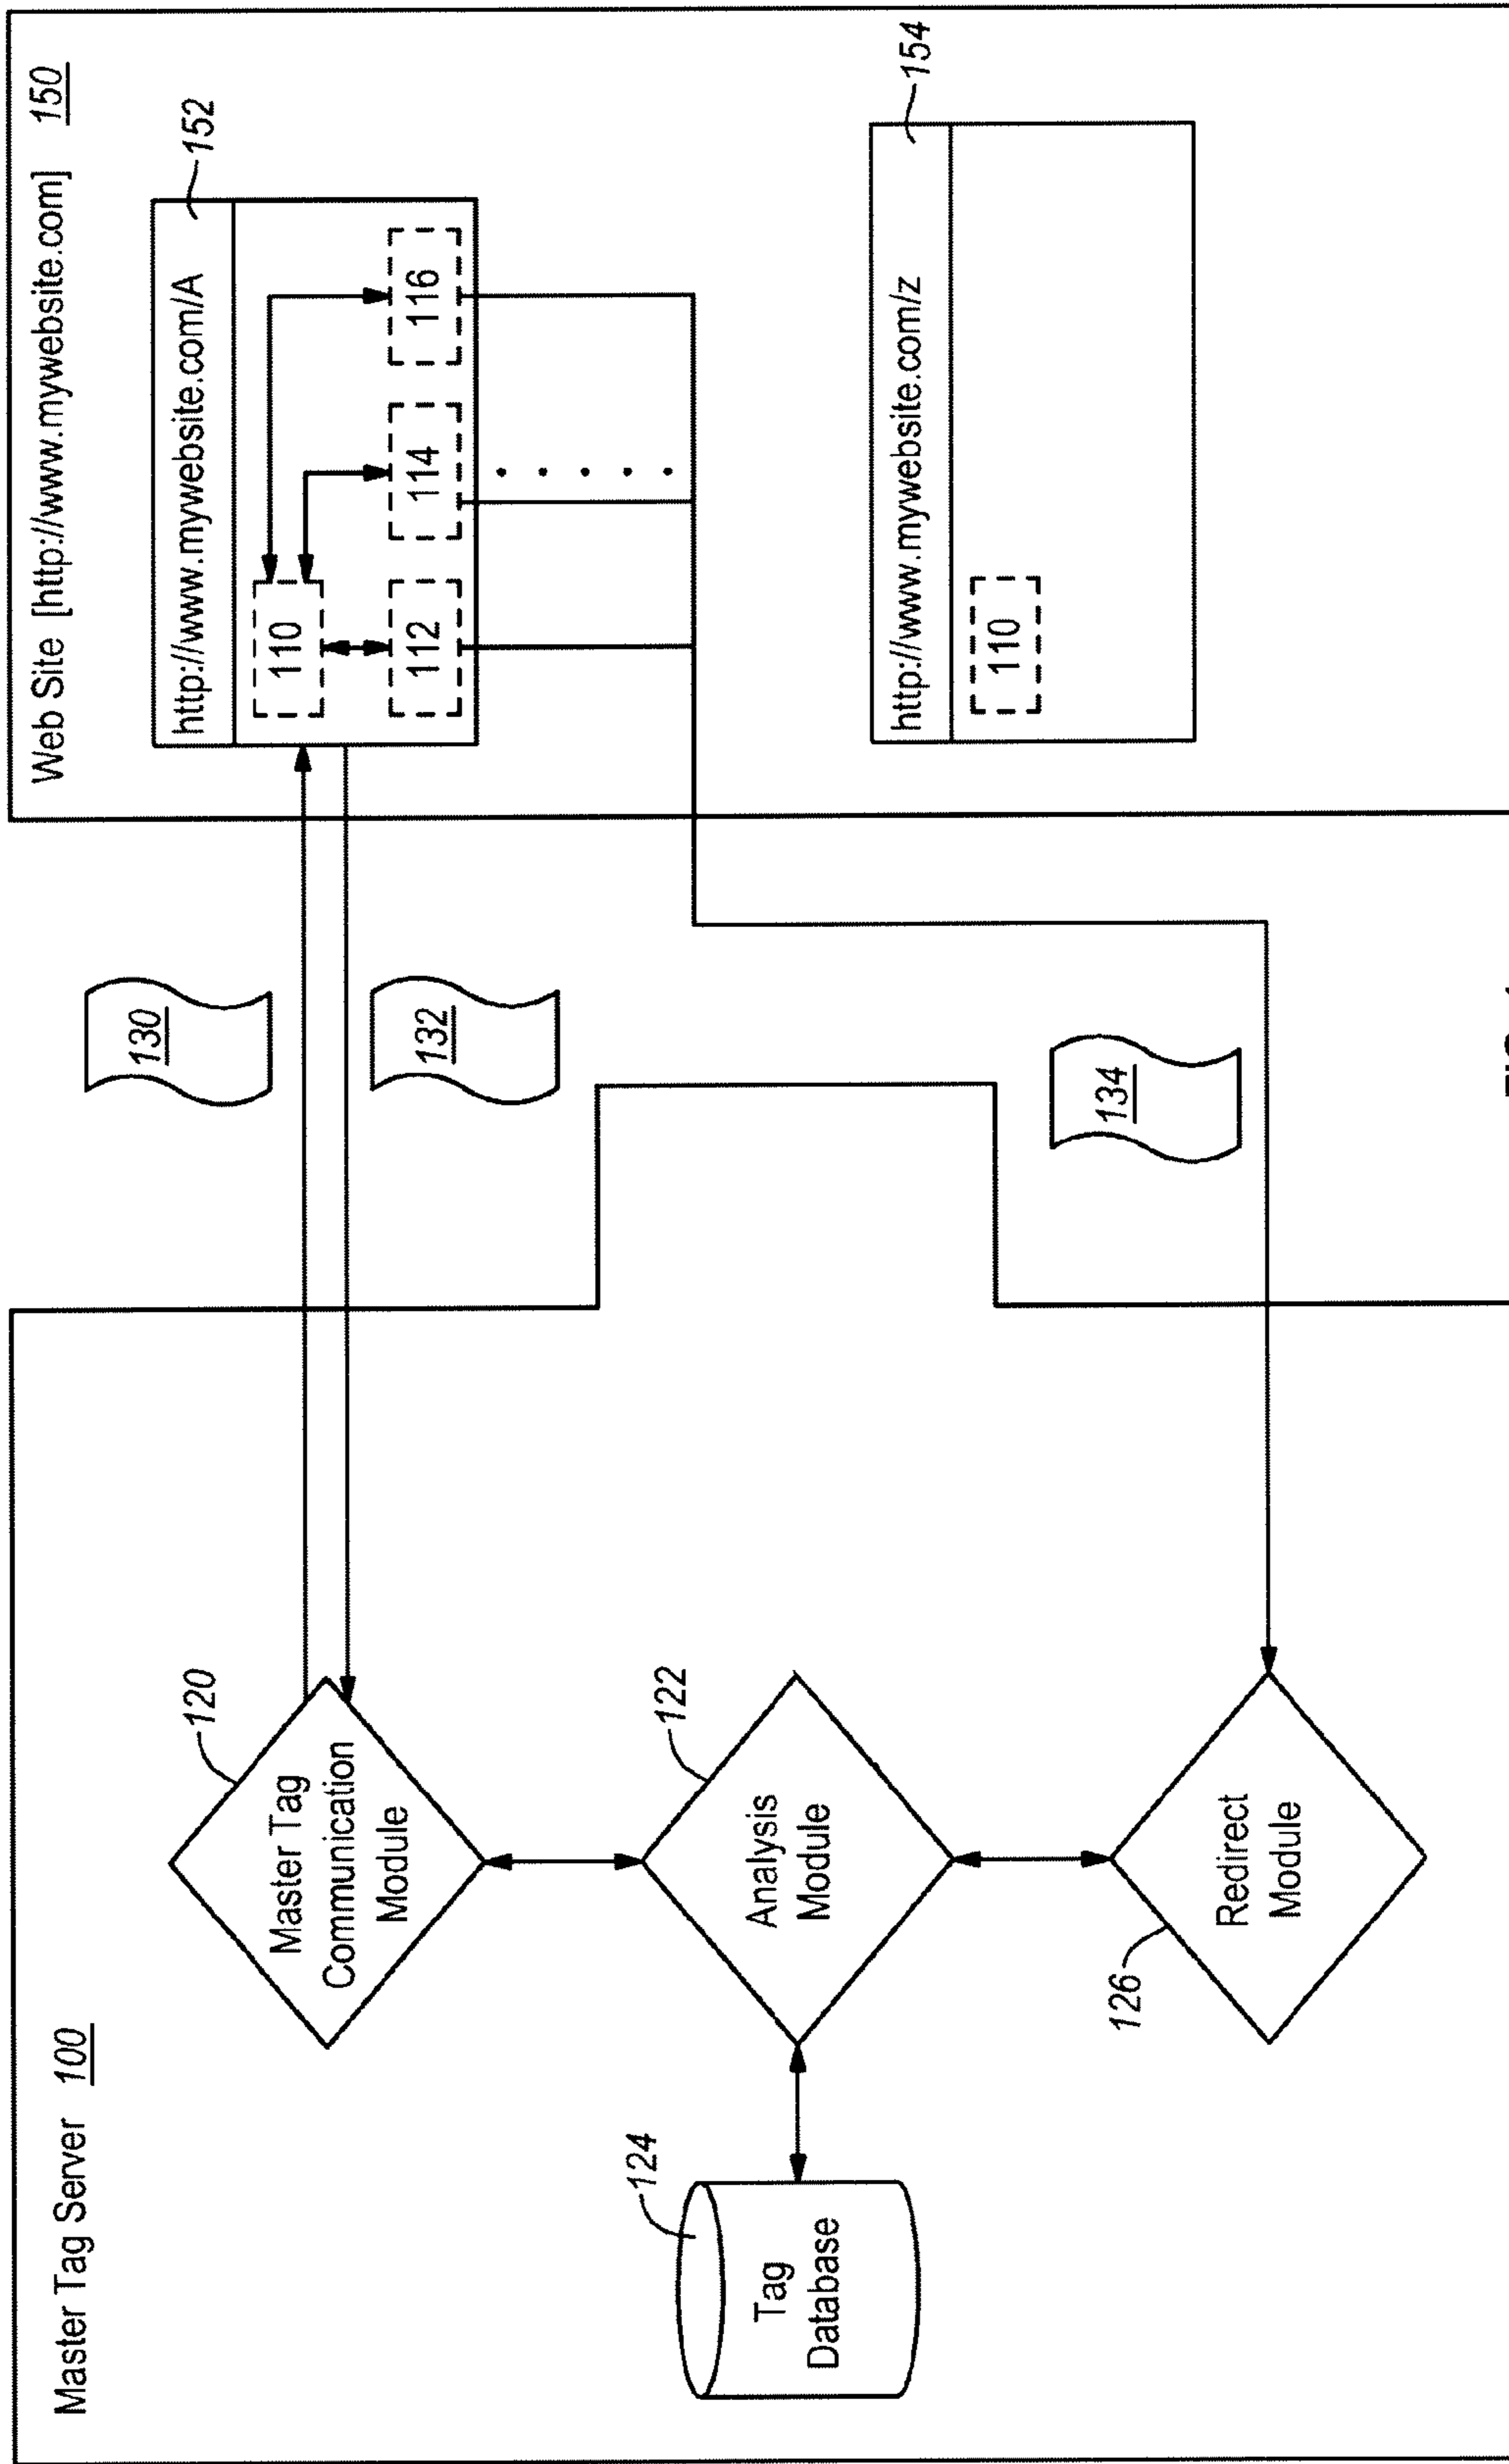 Master Tag Server 100
120
Master Tag
Communication
Module
122
Analysis
Module
124
Tag
Database
126
Redirect
Module
130
132
134
Web Site [http://www.mywebsite.com] 150
152
http://www.mywebsite.com/A
110
112
114
116
154
http://www.mywebsite.com/z
110